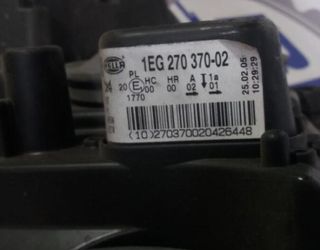 HELLA
1EG 270 370-02
PL HC HR A 1a
20 E 00 00 02 01
1770
25.02.05
10:29:29
(10)270370020426448